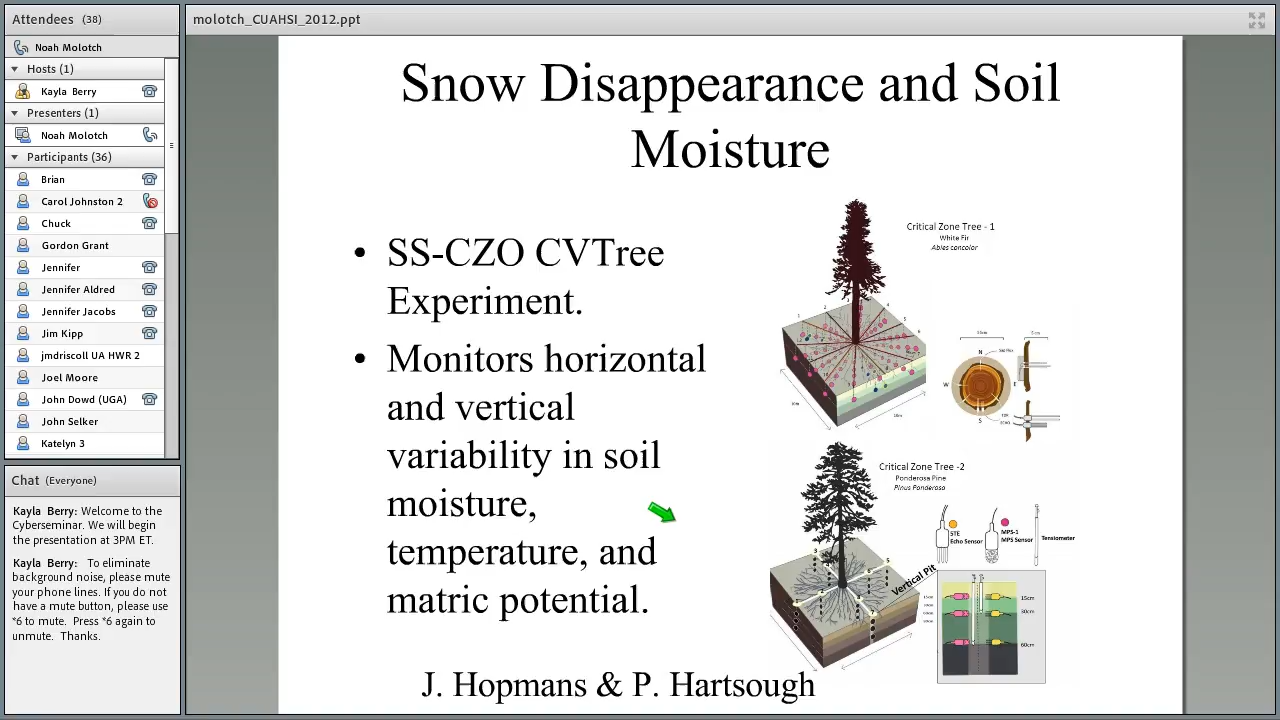 Attendees (38)
Noah Molotch
Hosts (1)
Kayla Berry
Presenters (1)
Noah Molotch
Participants (36)
Brian
Carol Johnston 2
Chuck
Gordon Grant
Jennifer
Jennifer Aldred
Jennifer Jacobs
Jim Kipp
jmdriscoll UA HWR 2
Joel Moore
John Dowd (UGA)
John Selker
Katelyn 3
Chat (Everyone)
Kayla Berry: Welcome to the
Cyberseminar. We will begin
the presentation at 3PM ET.
Kayla Berry: To eliminate
background noise, please mute
your phone lines. If you do not
have a mute button, please use
*6 to mute. Press *6 again to
unmute. Thanks.
molotch_CUAHSI_2012.ppt
Snow Disappearance and Soil
Moisture
• SS-CZO CVTree
Experiment.
• Monitors horizontal
and vertical
variability in soil
moisture,
temperature, and
matric potential.
J. Hopmans & P. Hartsough
Critical Zone Tree - 1
White Fir
Abies concolor
10m
N
W
E
S
5 cm
Critical Zone Tree -2
Ponderosa Pine
Pinus Ponderosa
5TE
Echo Sensor
MPS-1
MPS Sensor
Tensiometer
Vertical Pit
15cm
30cm
60cm